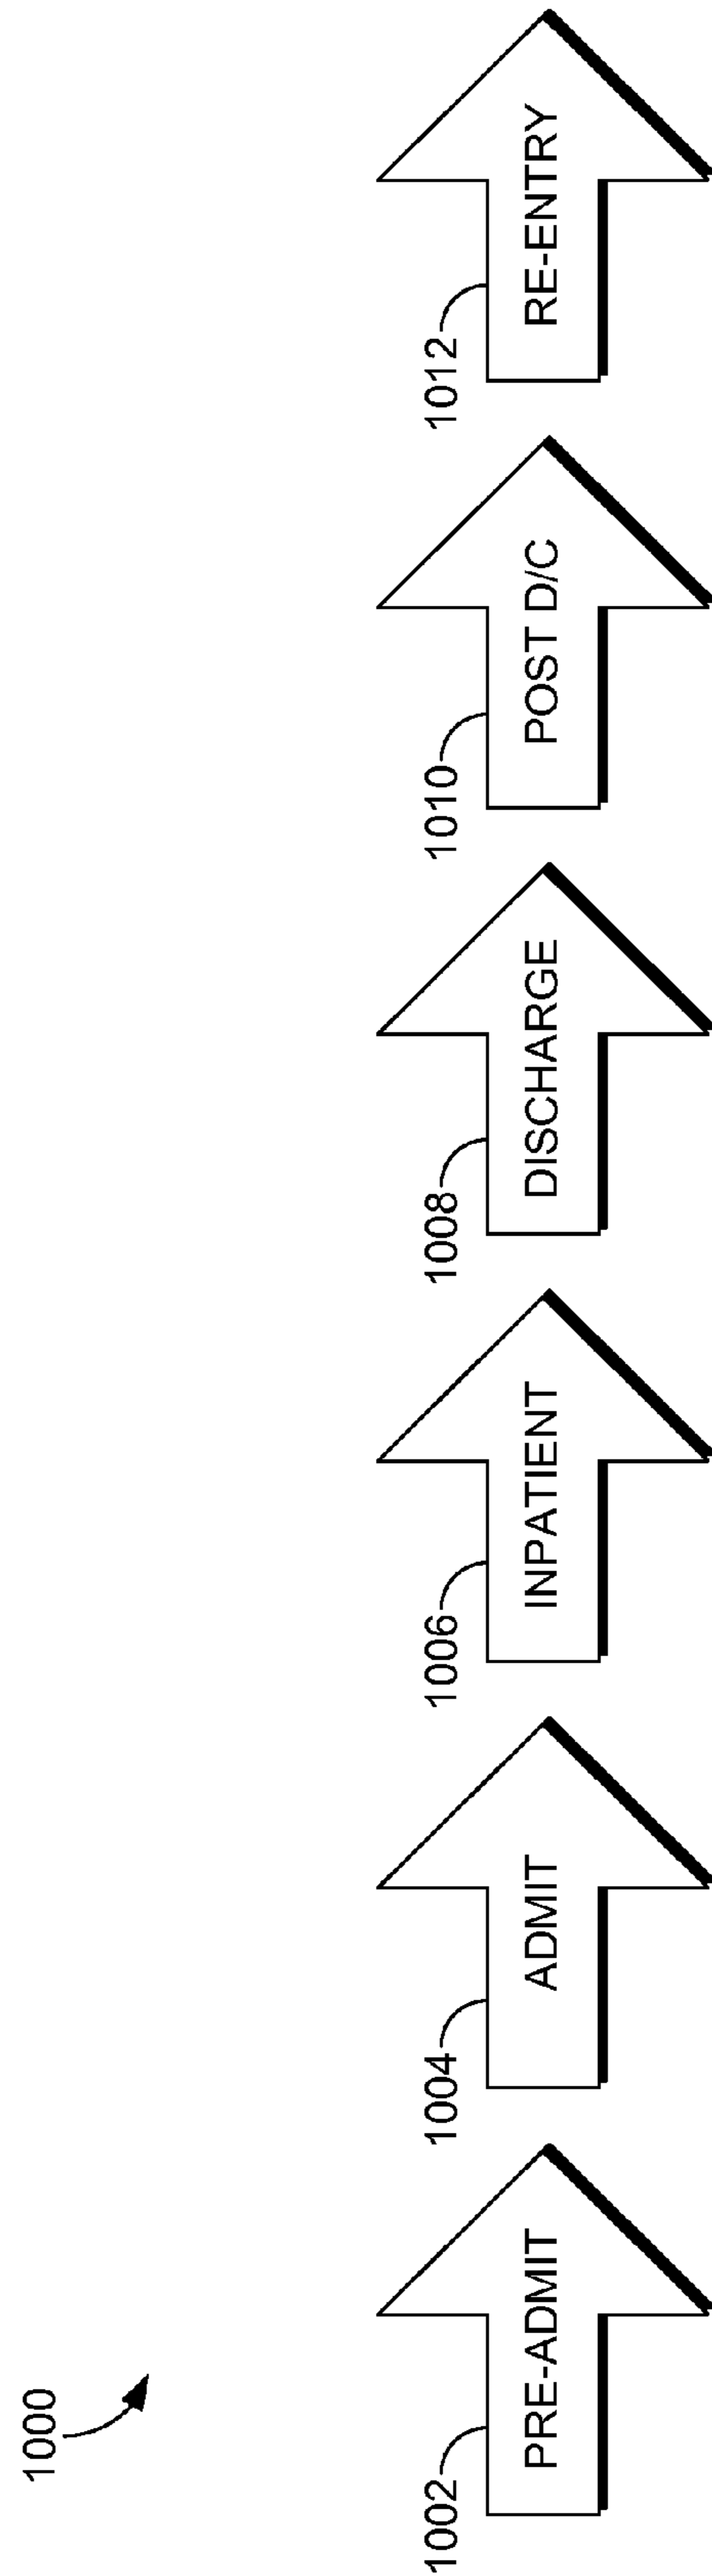 1000
1002
PRE-ADMIT
1004
ADMIT
1006
INPATIENT
1008
DISCHARGE
1010
POST D/C
1012
RE-ENTRY